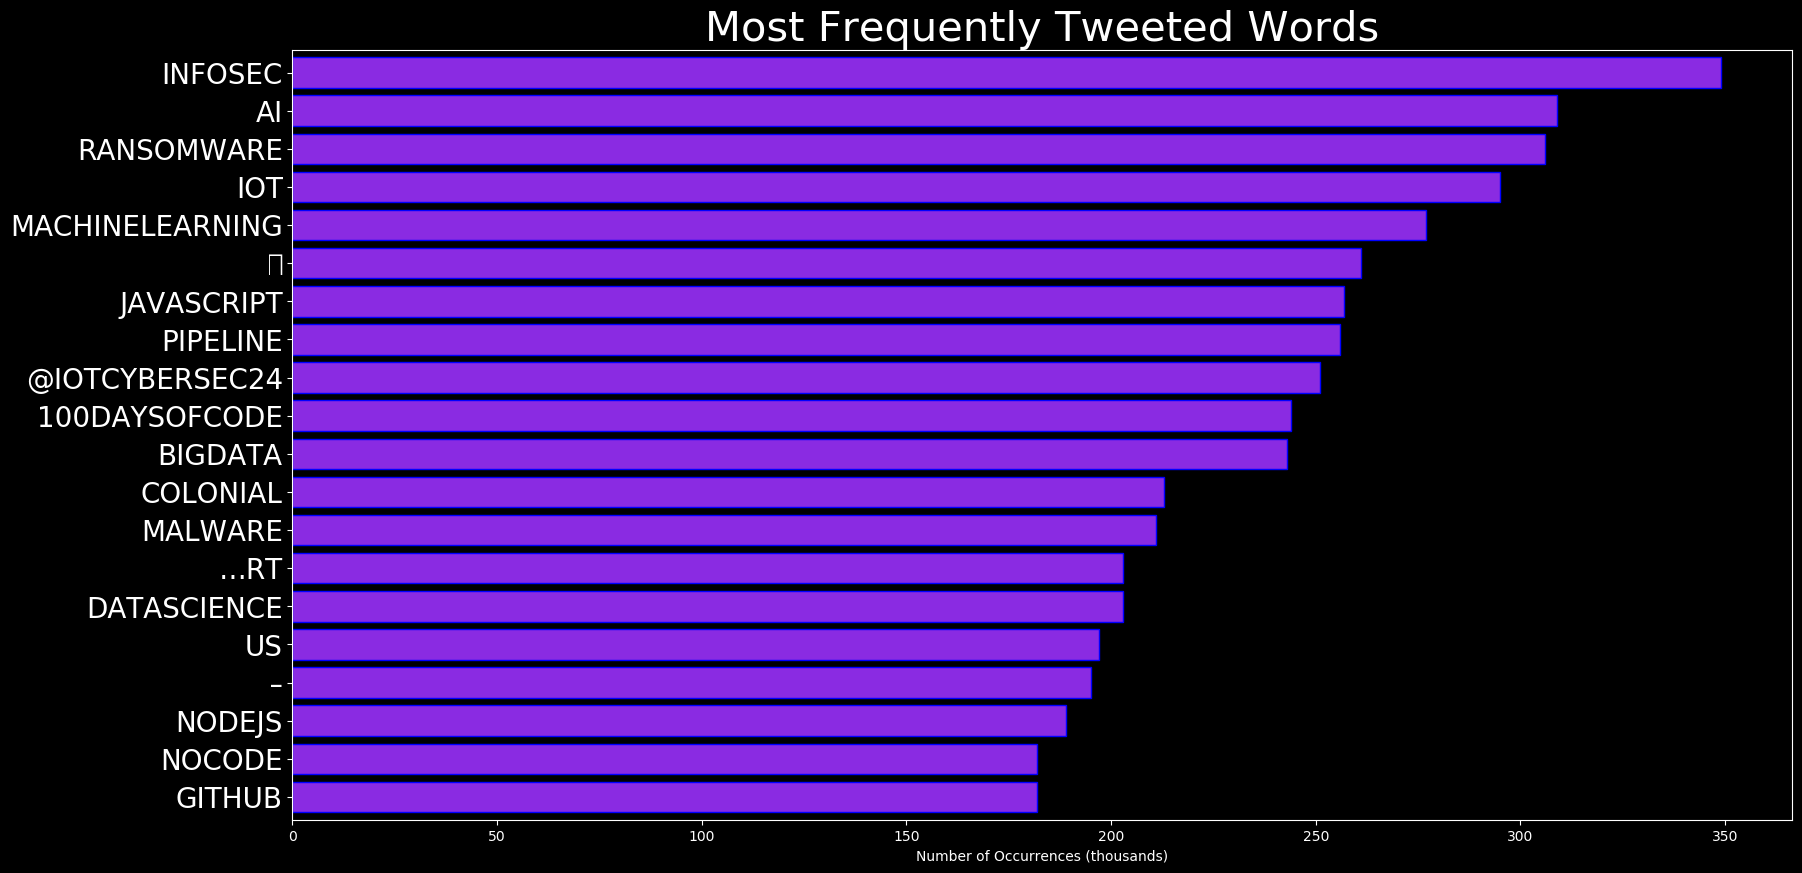 Most Frequently Tweeted Words
INFOSEC
AI
RANSOMWARE
IOT
MACHINELEARNING
JAVASCRIPT
PIPELINE
@IOTCYBERSEC24
100DAYSOFCODE
BIGDATA
COLONIAL
MALWARE
…RT
DATASCIENCE
US
–
NODEJS
NOCODE
GITHUB
0 50 100 150 200 250 300 350
Number of Occurrences (thousands)